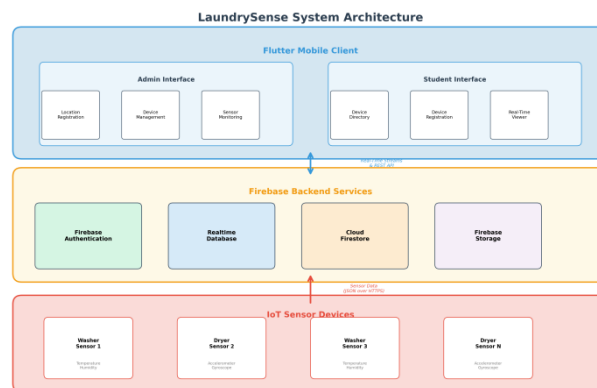 LaundrySense System Architecture
Flutter Mobile Client
Admin Interface
Location
Registration
Device
Management
Sensor
Monitoring
Student Interface
Device
Directory
Device
Registration
Real-Time
Viewer
Real-Time Streams
& REST API
Firebase Backend Services
Firebase
Authentication
Realtime
Database
Cloud
Firestore
Firebase
Storage
Sensor Data
(JSON over HTTPS)
IoT Sensor Devices
Washer
Sensor 1
Temperature
Humidity
Dryer
Sensor 2
Accelerometer
Gyroscope
Washer
Sensor 3
Temperature
Humidity
Dryer
Sensor N
Accelerometer
Gyroscope